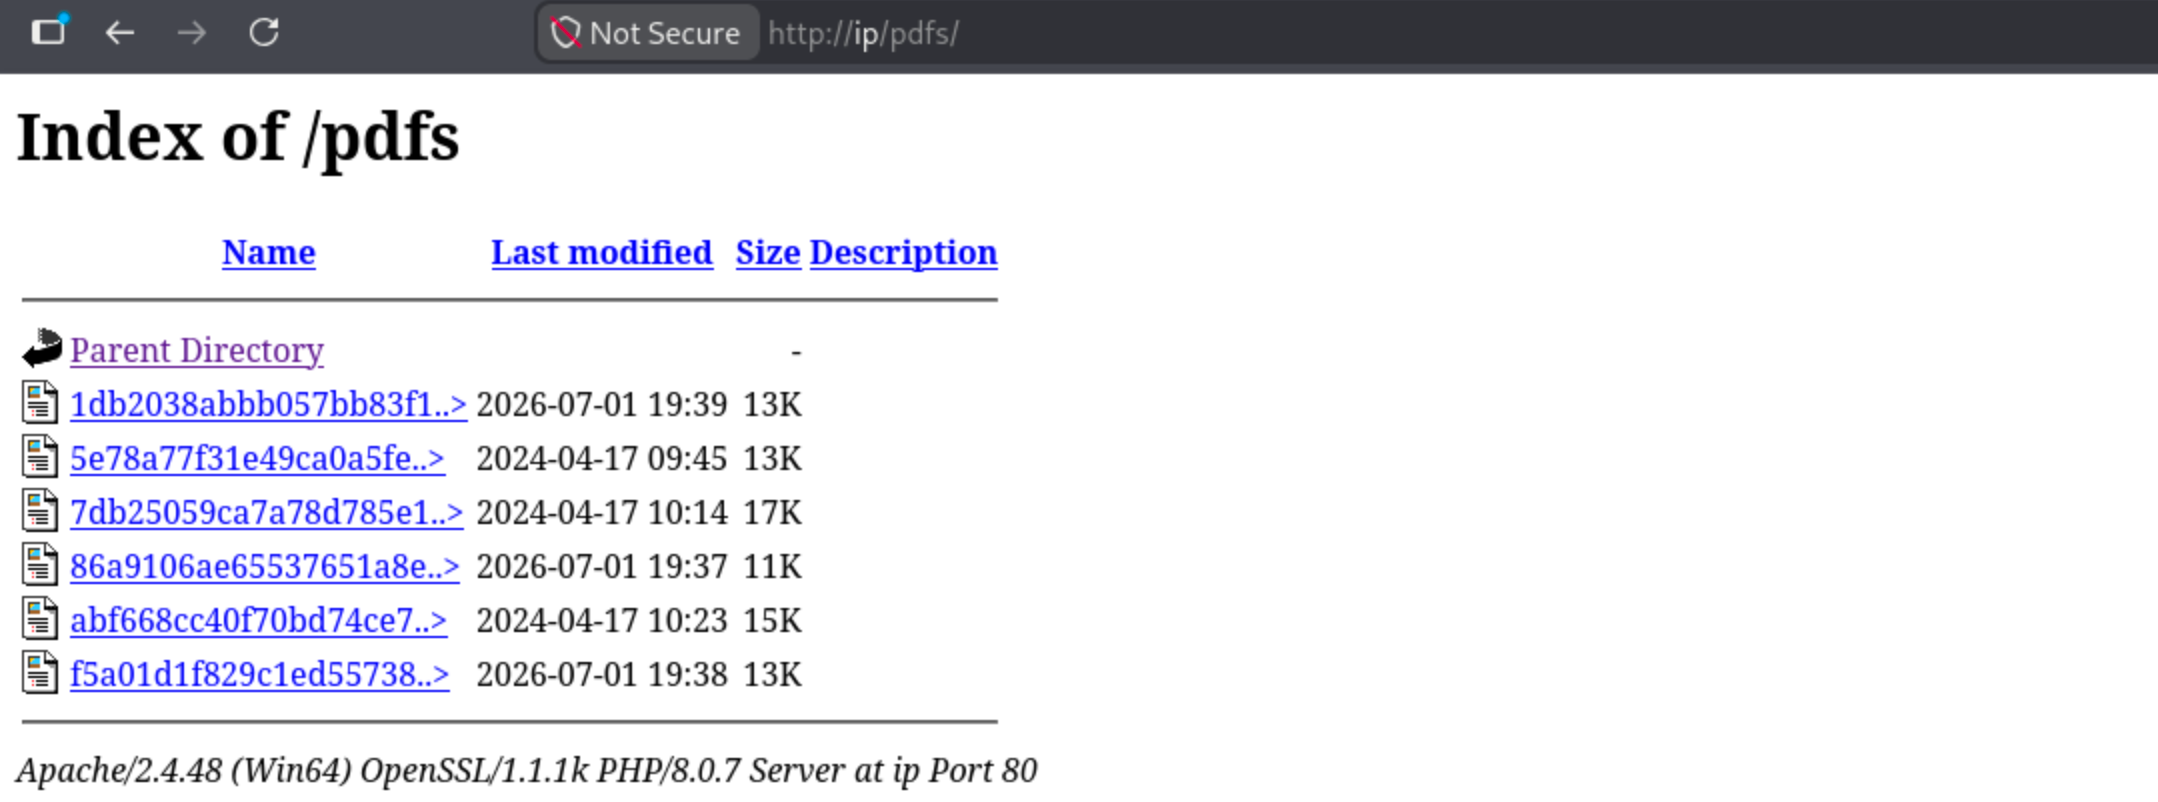 Not Secure http://ip/pdfs/
Index of /pdfs
Name Last modified Size Description
Parent Directory -
1db2038abbb057bb83f1..> 2026-07-01 19:39 13K
5e78a77f31e49ca0a5fe..> 2024-04-17 09:45 13K
7db25059ca7a78d785e1..> 2024-04-17 10:14 17K
86a9106ae65537651a8e..> 2026-07-01 19:37 11K
abf668cc40f70bd74ce7..> 2024-04-17 10:23 15K
f5a01d1f829c1ed55738..> 2026-07-01 19:38 13K
Apache/2.4.48 (Win64) OpenSSL/1.1.1k PHP/8.0.7 Server at ip Port 80